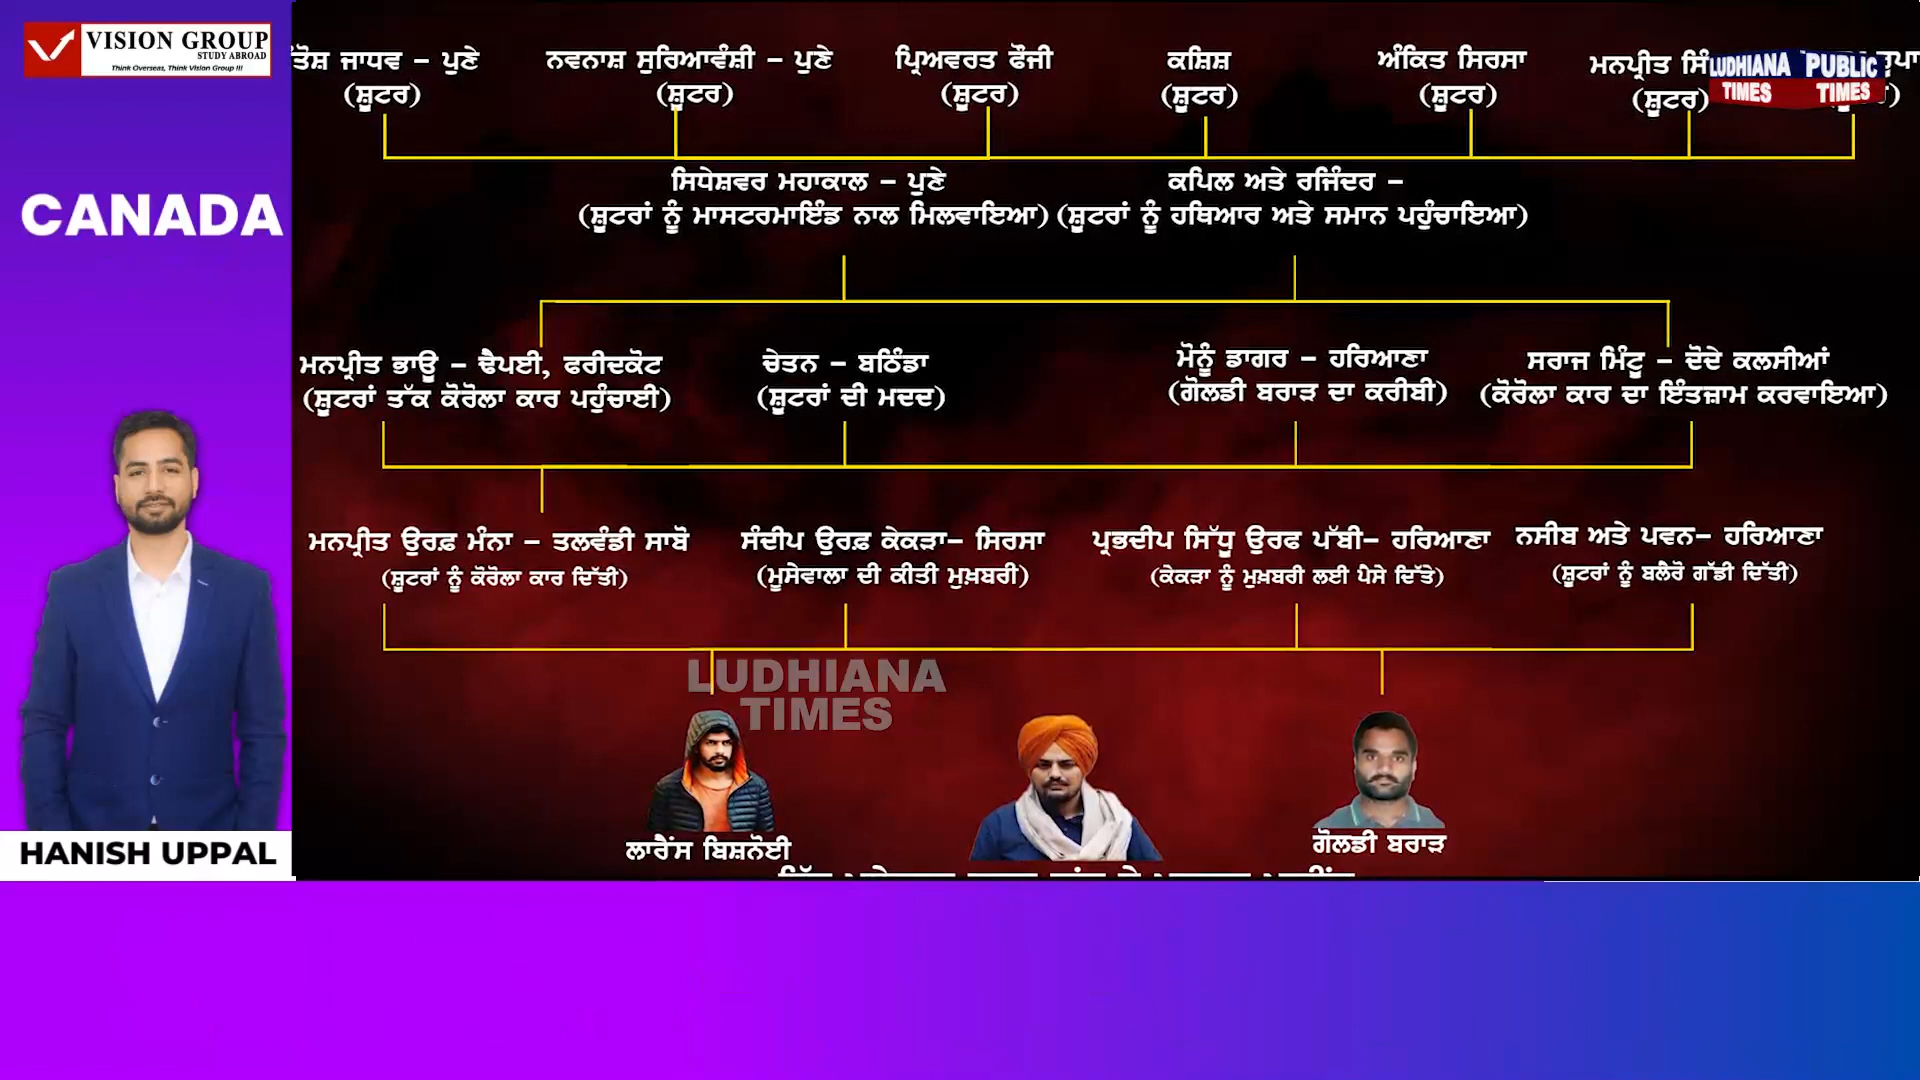 VISION GROUP
STUDY ABROAD
Think Overseas, Think Vision Group !!!
CANADA
HANISH UPPAL
LUDHIANA PUBLIC
TIMES TIMES
ਜਾਧਵ – ਪੁਣੇ
(ਸ਼ੂਟਰ)
ਨਵਨਾਸ਼ ਸੁਰਿਆਵੰਸ਼ੀ – ਪੁਣੇ
(ਸ਼ੂਟਰ)
ਪ੍ਰਿਅਵਰਤ ਫੌਜੀ
(ਸ਼ੂਟਰ)
ਕਸ਼ਿਸ਼
(ਸ਼ੂਟਰ)
ਅੰਕਿਤ ਸਿਰਸਾ
(ਸ਼ੂਟਰ)
ਮਨਪ੍ਰੀਤ
(ਸ਼ੂਟਰ)
ਸਿਧੇਸ਼ਵਰ ਮਹਾਕਾਲ – ਪੁਣੇ
(ਸ਼ੂਟਰਾਂ ਨੂੰ ਮਾਸਟਰਮਾਇੰਡ ਨਾਲ ਮਿਲਵਾਇਆ)
ਕਪਿਲ ਅਤੇ ਰਜਿੰਦਰ –
(ਸ਼ੂਟਰਾਂ ਨੂੰ ਹਥਿਆਰ ਅਤੇ ਸਮਾਨ ਪਹੁੰਚਾਇਆ)
ਮਨਪ੍ਰੀਤ ਭਾਊ – ਢੈਪਈ, ਫਰੀਦਕੋਟ
(ਸ਼ੂਟਰਾਂ ਤੱਕ ਕੋਰੋਲਾ ਕਾਰ ਪਹੁੰਚਾਈ)
ਚੇਤਨ – ਬਠਿੰਡਾ
(ਸ਼ੂਟਰਾਂ ਦੀ ਮਦਦ)
ਮੋਨੂੰ ਡਾਗਰ – ਹਰਿਆਣਾ
(ਗੋਲਡੀ ਬਰਾੜ ਦਾ ਕਰੀਬੀ)
ਸਰਾਜ ਮਿੰਟੂ – ਦੋਦੇ ਕਲਸੀਆਂ
(ਕੋਰੋਲਾ ਕਾਰ ਦਾ ਇੰਤਜ਼ਾਮ ਕਰਵਾਇਆ)
ਮਨਪ੍ਰੀਤ ਉਰਫ਼ ਮੰਨਾ – ਤਲਵੰਡੀ ਸਾਬੋ
(ਸ਼ੂਟਰਾਂ ਨੂੰ ਕੋਰੋਲਾ ਕਾਰ ਦਿੱਤੀ)
ਸੰਦੀਪ ਉਰਫ਼ ਕੇਕੜਾ– ਸਿਰਸਾ
(ਮੂਸੇਵਾਲਾ ਦੀ ਕੀਤੀ ਮੁਖ਼ਬਰੀ)
ਪ੍ਰਭਦੀਪ ਸਿੱਧੂ ਉਰਫ ਪੱਬੀ– ਹਰਿਆਣਾ
(ਕੇਕੜਾ ਨੂੰ ਮੁਖ਼ਬਰੀ ਲਈ ਪੈਸੇ ਦਿੱਤੇ)
ਨਸੀਬ ਅਤੇ ਪਵਨ– ਹਰਿਆਣਾ
(ਸ਼ੂਟਰਾਂ ਨੂੰ ਬਲੈਰੋ ਗੱਡੀ ਦਿੱਤੀ)
LUDHIANA
TIMES
ਲਾਰੈਂਸ ਬਿਸ਼ਨੋਈ
ਗੋਲਡੀ ਬਰਾੜ